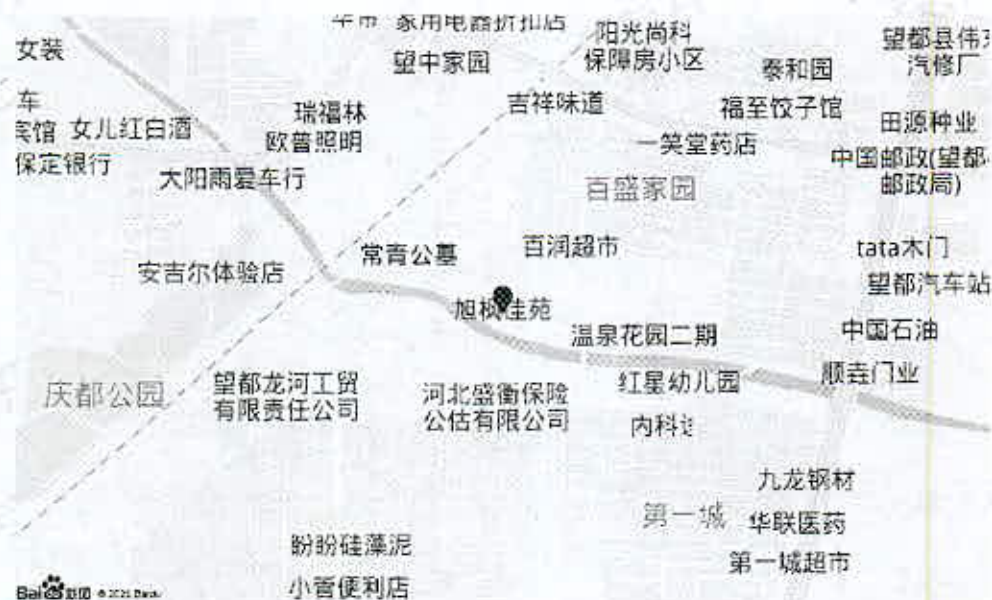 家用电器折扣店
阳光尚科
保障房小区
望都县伟
汽修厂
女装
望中家园
泰和园
车
宾馆
女儿红白酒
瑞福林
吉祥味道
福至饺子馆
田源种业
保定银行
欧普照明
一笑堂药店
中国邮政(望都
邮政局)
大阳雨爱车行
百盛家园
常青公墓
百润超市
tata木门
安吉尔体验店
望都汽车站
旭枫佳苑
温泉花园二期
中国石油
庆都公园
望都龙河工贸
有限责任公司
河北盛衡保险
公估有限公司
红星幼儿园
顺垚门业
内科
九龙钢材
第一城
华联医药
盼盼硅藻泥
第一城超市
小管便利店
Bai